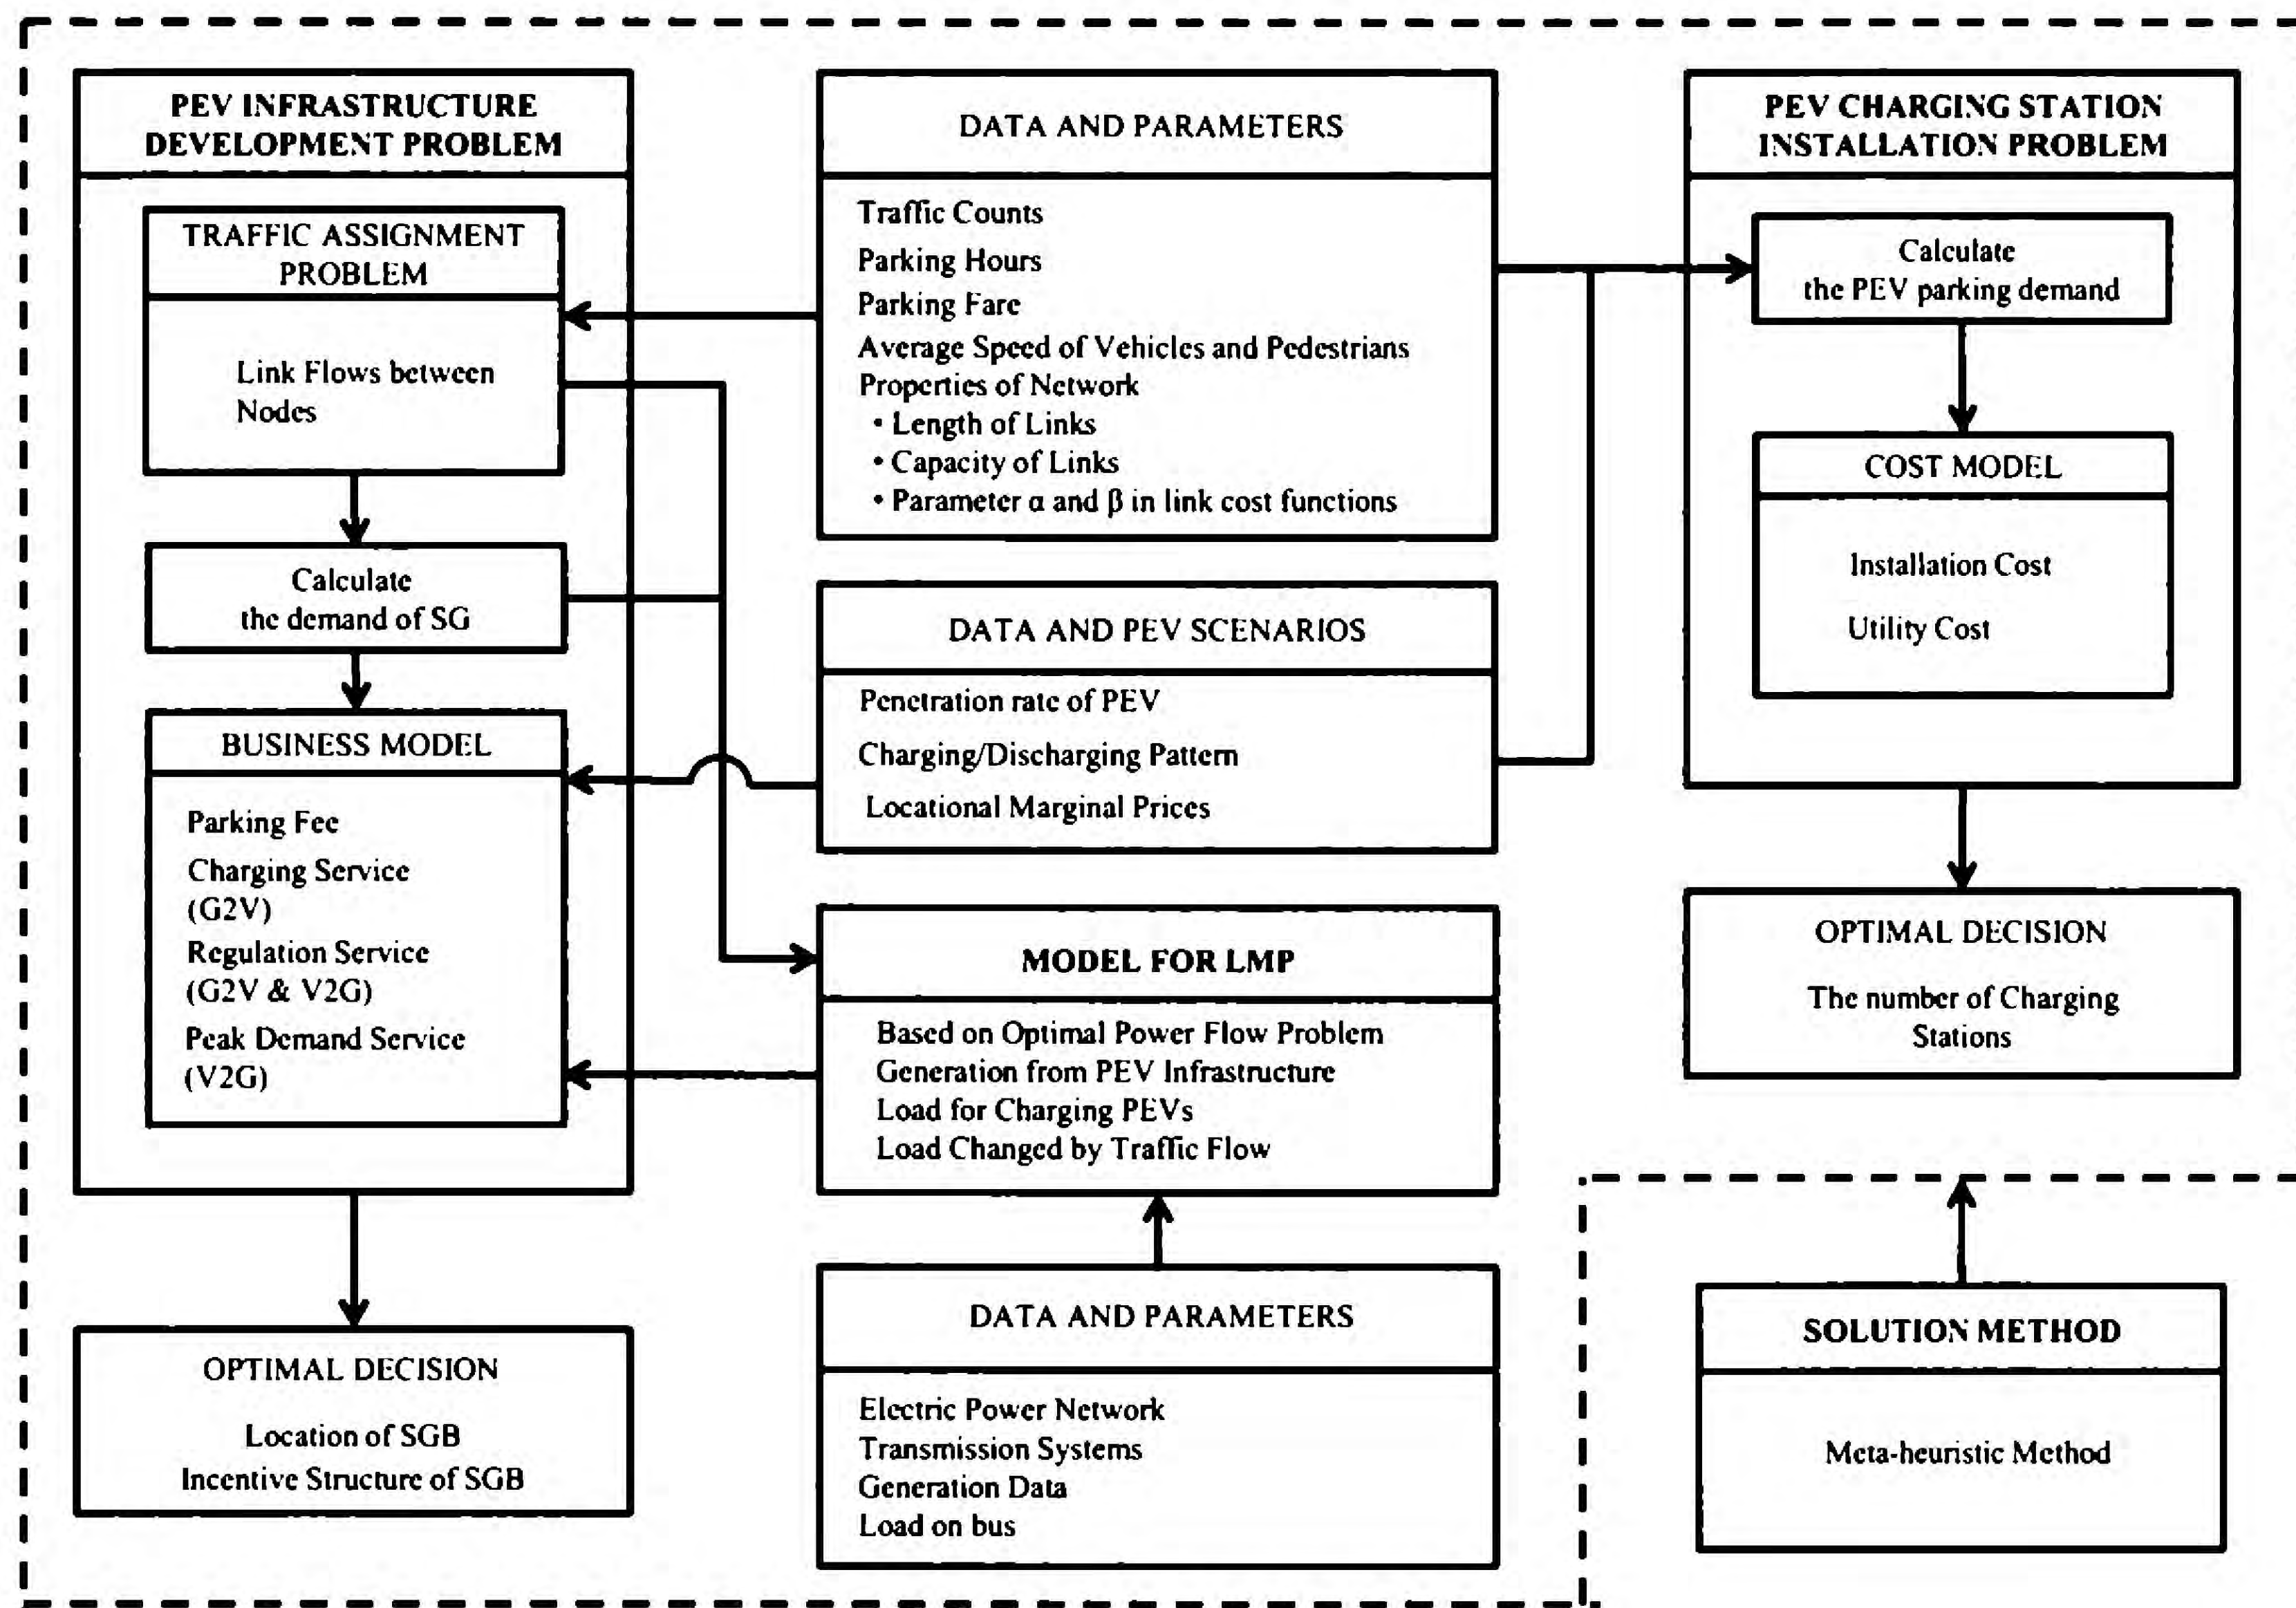 PEV INFRASTRUCTURE
DEVELOPMENT PROBLEM
TRAFFIC ASSIGNMENT
PROBLEM
Link Flows between
Nodes
Calculate
the demand of SG
BUSINESS MODEL
Parking Fee
Charging Service
(G2V)
Regulation Service
(G2V & V2G)
Peak Demand Service
(V2G)
OPTIMAL DECISION
Location of SGB
Incentive Structure of SGB
DATA AND PARAMETERS
Traffic Counts
Parking Hours
Parking Fare
Average Speed of Vehicles and Pedestrians
Properties of Network
• Length of Links
• Capacity of Links
• Parameter α and β in link cost functions
DATA AND PEV SCENARIOS
Penetration rate of PEV
Charging/Discharging Pattern
Locational Marginal Prices
MODEL FOR LMP
Based on Optimal Power Flow Problem
Generation from PEV Infrastructure
Load for Charging PEVs
Load Changed by Traffic Flow
DATA AND PARAMETERS
Electric Power Network
Transmission Systems
Generation Data
Load on bus
PEV CHARGING STATION
INSTALLATION PROBLEM
Calculate
the PEV parking demand
COST MODEL
Installation Cost
Utility Cost
OPTIMAL DECISION
The number of Charging
Stations
SOLUTION METHOD
Meta-heuristic Method